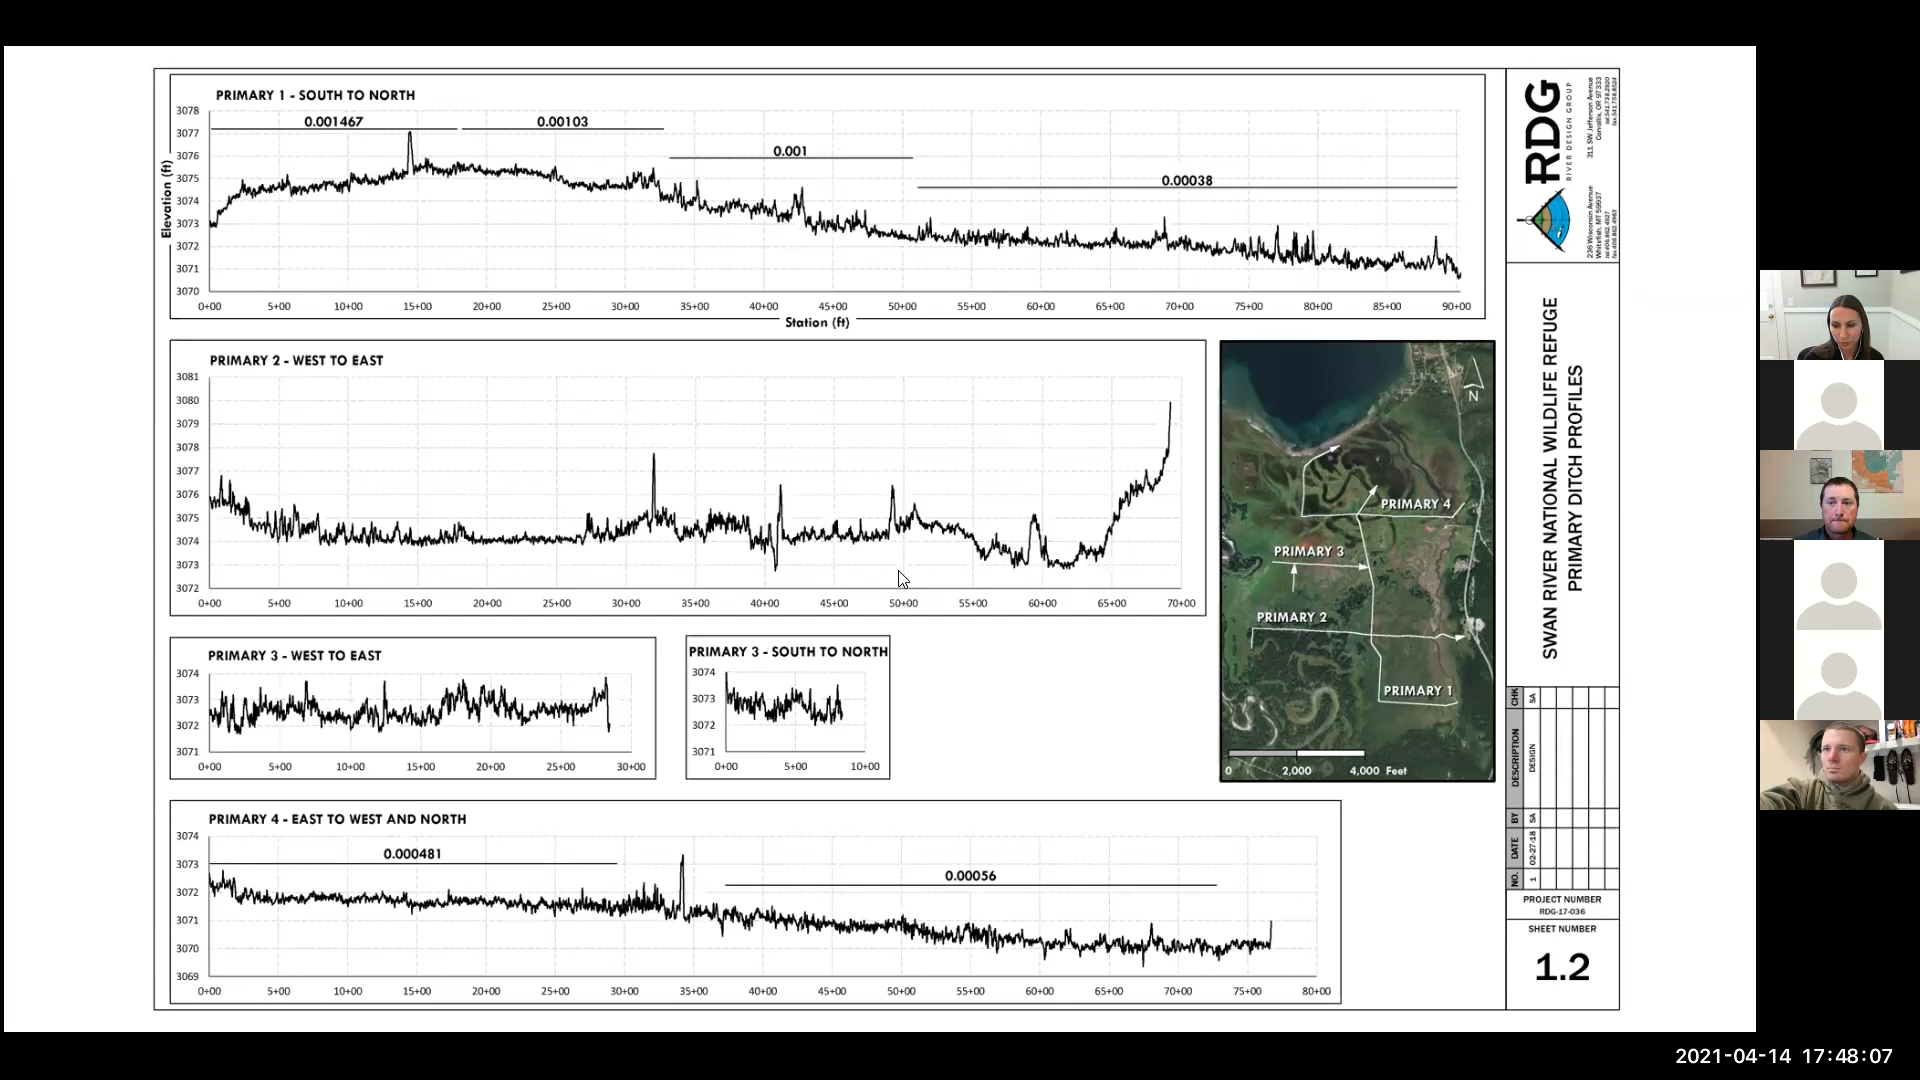 PRIMARY 1 - SOUTH TO NORTH
0.001467
0.00103
0.001
0.00038
Elevation (ft)
3078
3077
3076
3075
3074
3073
3072
3071
3070
0+00 5+00 10+00 15+00 20+00 25+00 30+00 35+00 40+00 45+00 50+00 55+00 60+00 65+00 70+00 75+00 80+00 85+00 90+00
Station (ft)
PRIMARY 2 - WEST TO EAST
3081
3080
3079
3078
3077
3076
3075
3074
3073
3072
0+00 5+00 10+00 15+00 20+00 25+00 30+00 35+00 40+00 45+00 50+00 55+00 60+00 65+00 70+00
PRIMARY 3 - WEST TO EAST
3074
3073
3072
3071
0+00 5+00 10+00 15+00 20+00 25+00 30+00
PRIMARY 3 - SOUTH TO NORTH
3074
3073
3072
3071
0+00 5+00 10+00
N
PRIMARY 4
PRIMARY 3
PRIMARY 2
PRIMARY 1
0 2,000 4,000 Feet
PRIMARY 4 - EAST TO WEST AND NORTH
0.000481
0.00056
3074
3073
3072
3071
3070
3069
0+00 5+00 10+00 15+00 20+00 25+00 30+00 35+00 40+00 45+00 50+00 55+00 60+00 65+00 70+00 75+00 80+00
RDG
RIVER DESIGN GROUP
311 SW Jefferson Avenue
Corvallis, OR 97333
236 Wisconsin Avenue
Whitefish, MT 59937
SWAN RIVER NATIONAL WILDLIFE REFUGE
PRIMARY DITCH PROFILES
NO. DATE BY DESCRIPTION CHK
1 02-27-18 SA DESIGN SA
PROJECT NUMBER
RDG-17-036
SHEET NUMBER
1.2
2021-04-14 17:48:07